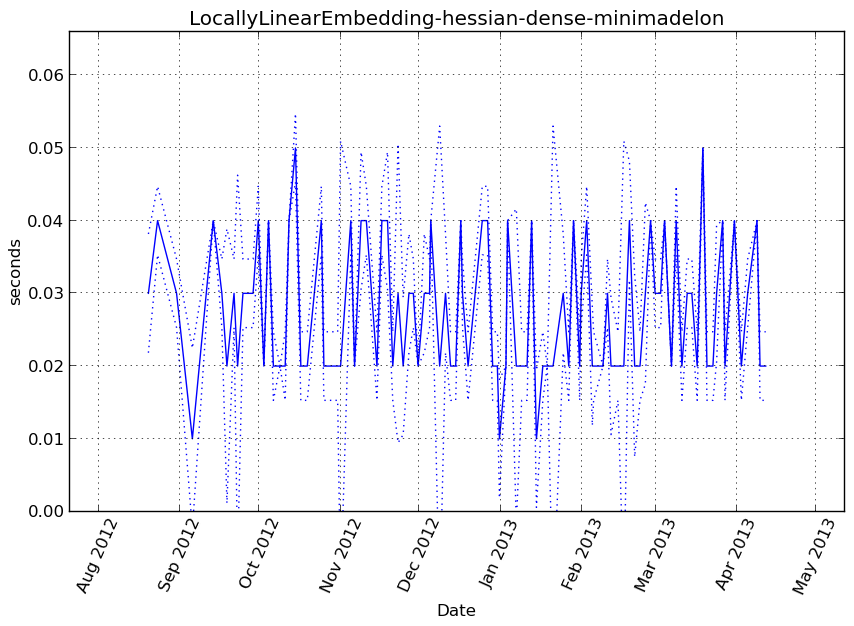 LocallyLinearEmbedding-hessian-dense-minimadelon
0.06
0.05
0.04
0.03
0.02
0.01
0.00
seconds
Aug 2012
Sep 2012
Oct 2012
Nov 2012
Dec 2012
Jan 2013
Feb 2013
Mar 2013
Apr 2013
May 2013
Date